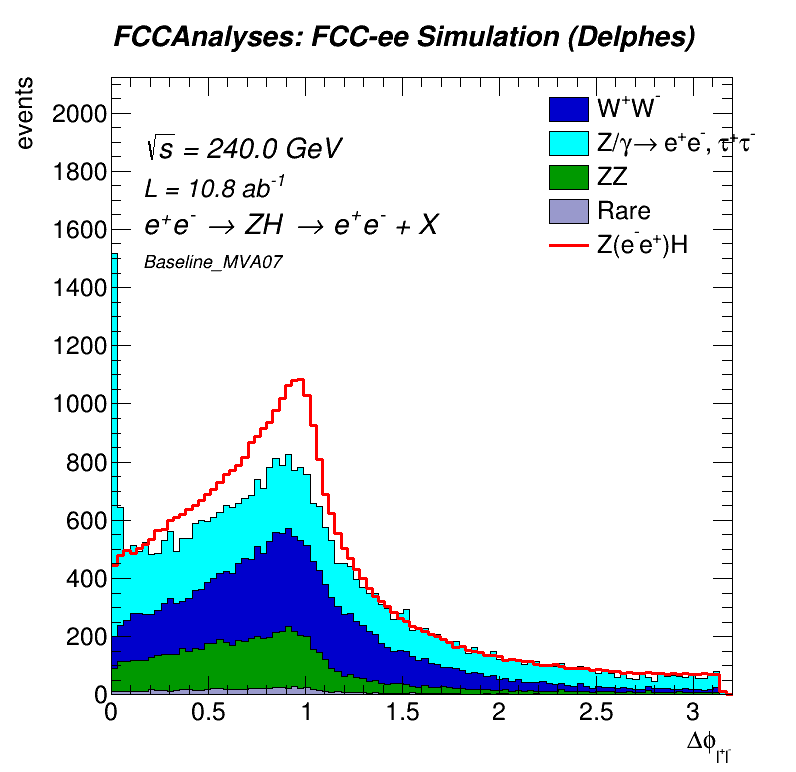 FCCAnalyses: FCC-ee Simulation (Delphes)
events
√s = 240.0 GeV
L = 10.8 ab⁻¹
e⁺e⁻ → ZH → e⁺e⁻ + X
Baseline_MVA07
W⁺W⁻
Z/γ→ e⁺e⁻, τ⁺τ⁻
ZZ
Rare
Z(e⁻e⁺)H
2000
1800
1600
1400
1200
1000
800
600
400
200
0
0 0.5 1 1.5 2 2.5 3
Δϕ l⁺l⁻